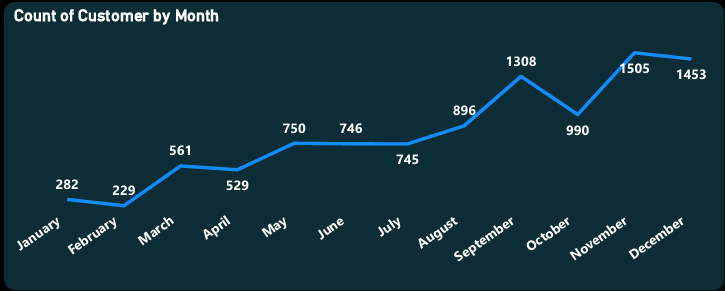 Count of Customer by Month
282
229
561
529
750
746
745
896
1308
990
1505
1453
January
February
March
April
May
June
July
August
September
October
November
December